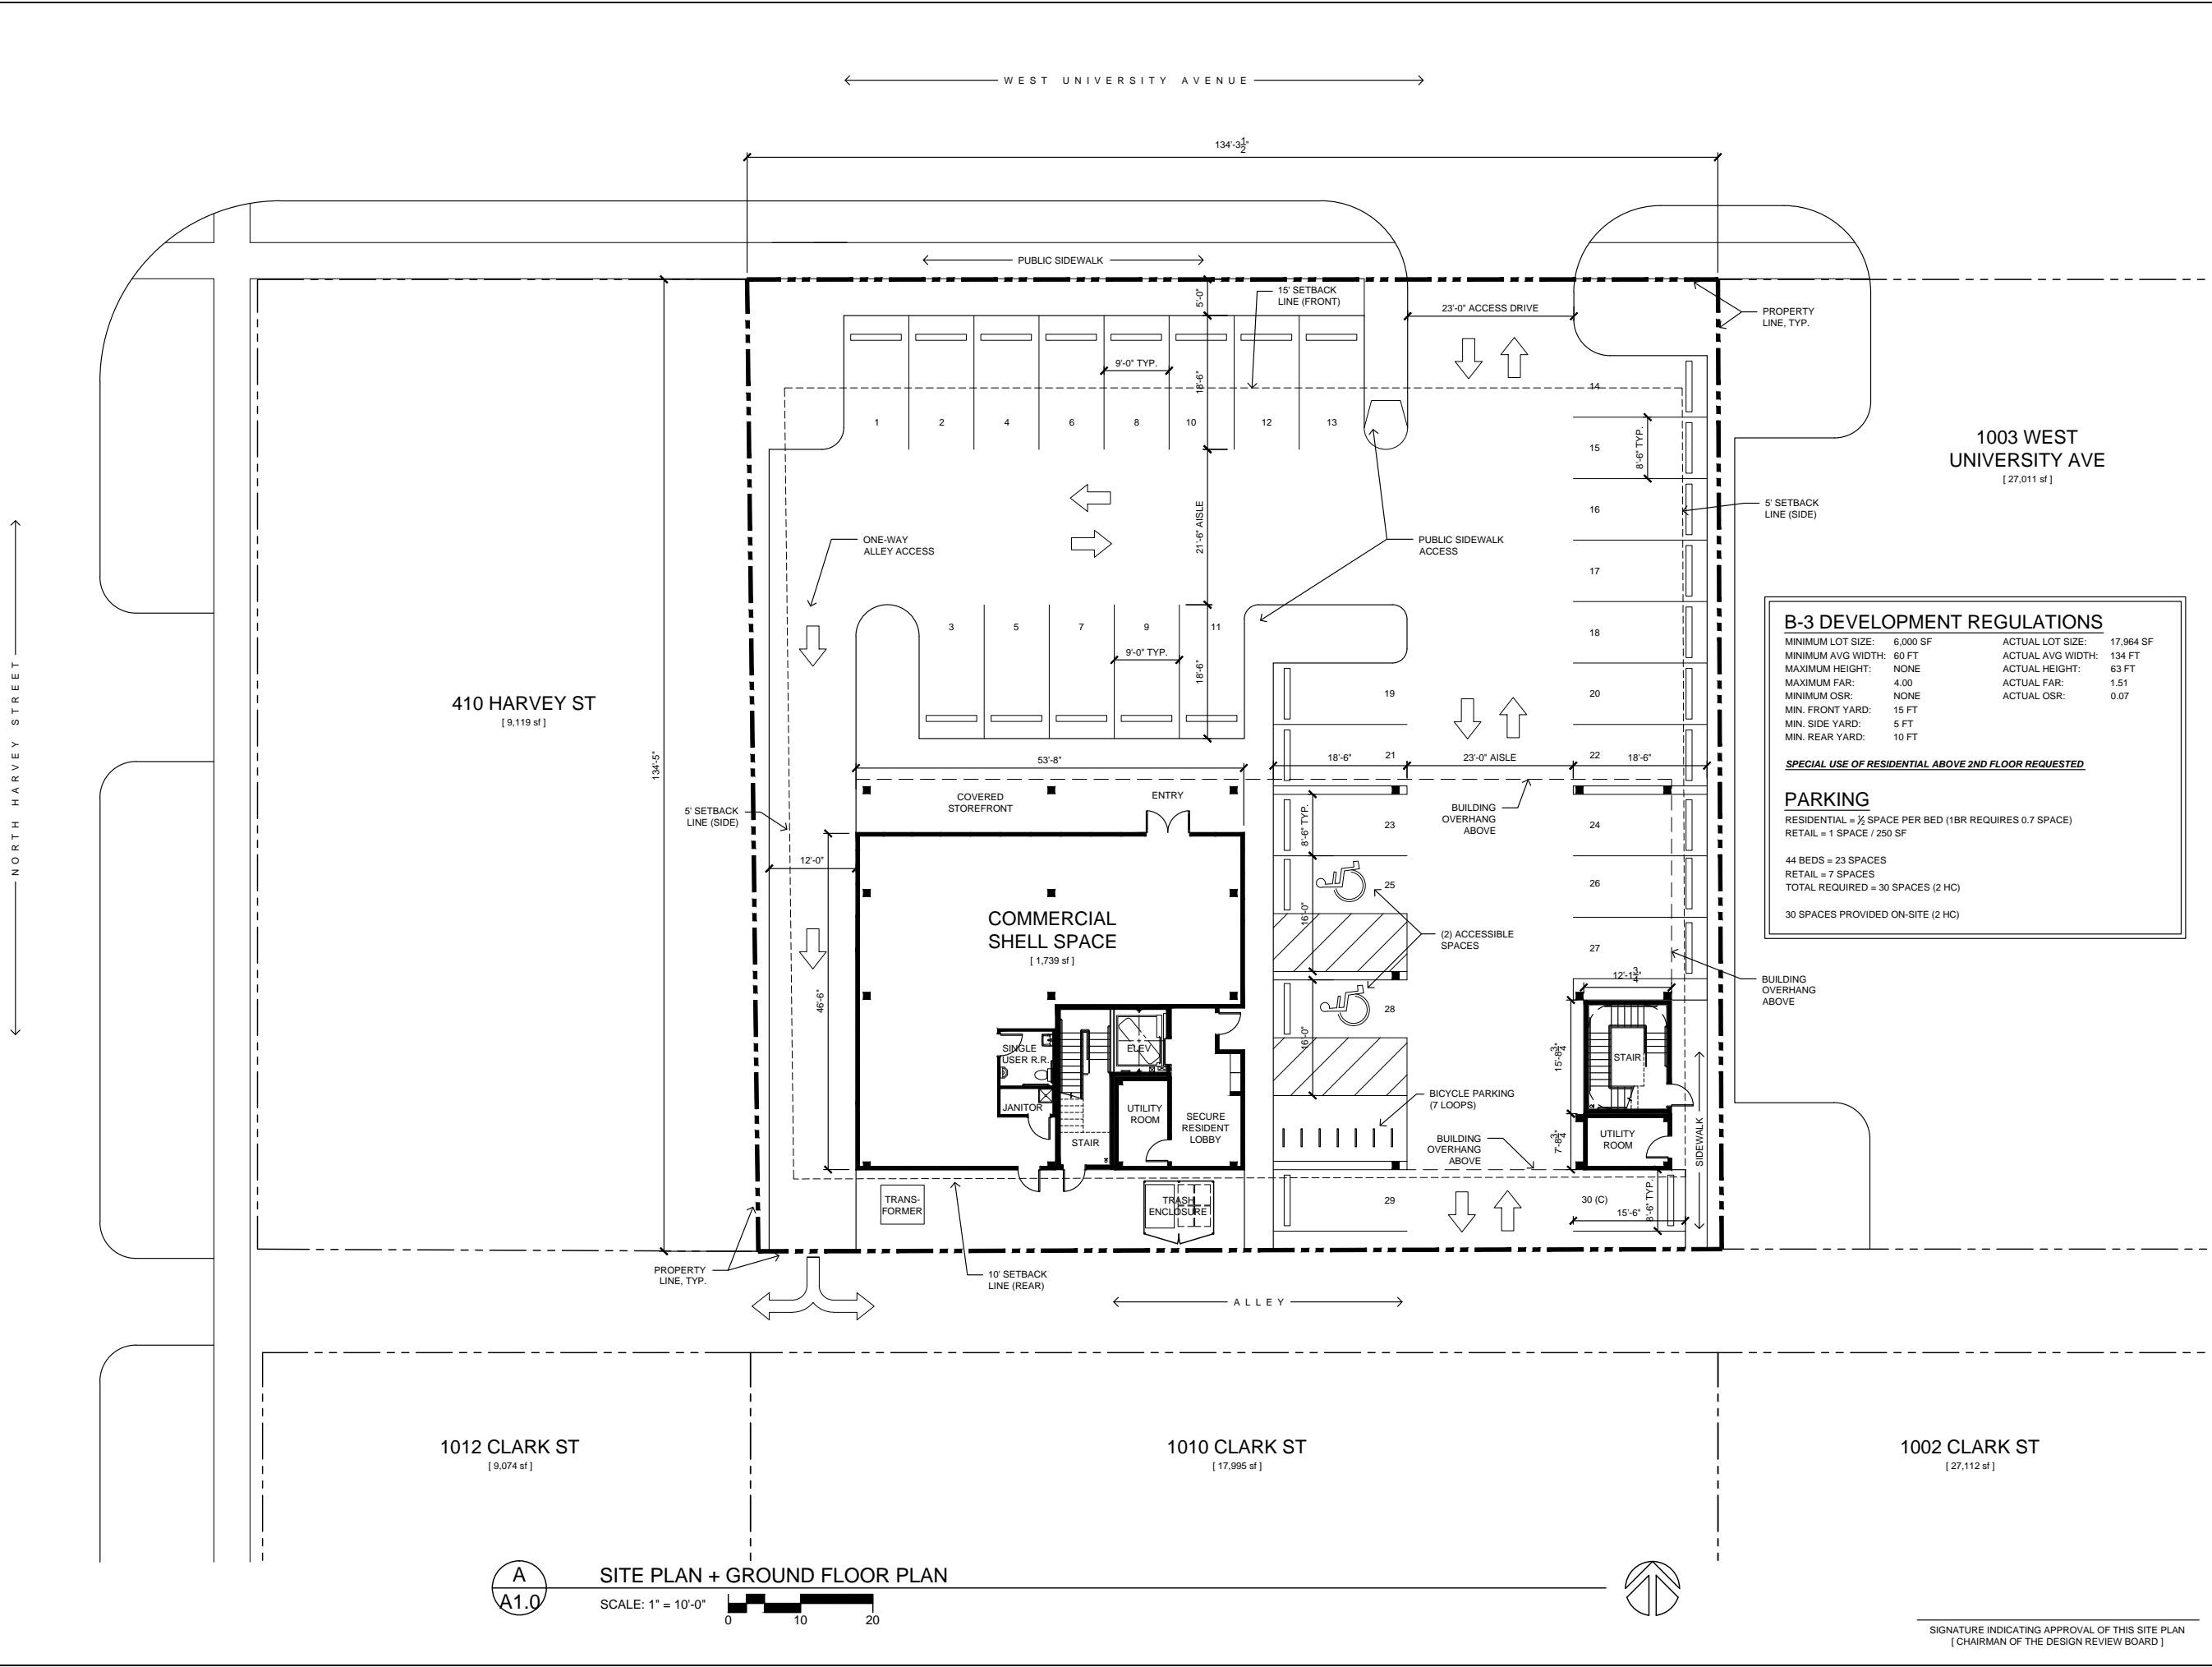 WEST UNIVERSITY AVENUE
134'-3 1/2"
PUBLIC SIDEWALK
5'-0"
15' SETBACK
LINE (FRONT)
23'-0" ACCESS DRIVE
PROPERTY
LINE, TYP.
9'-0" TYP.
18'-6"
1
2
4
6
8
10
12
13
14
15
8'-6" TYP.
16
17
18
20
22
1003 WEST
UNIVERSITY AVE
[ 27,011 sf ]
5' SETBACK
LINE (SIDE)
ONE-WAY
ALLEY ACCESS
21'-6" AISLE
PUBLIC SIDEWALK
ACCESS
3
5
7
9
11
9'-0" TYP.
18'-6"
19
21
NORTH HARVEY STREET
410 HARVEY ST
[ 9,119 sf ]
134'-5"
B-3 DEVELOPMENT REGULATIONS
MINIMUM LOT SIZE: 6,000 SF ACTUAL LOT SIZE: 17,964 SF
MINIMUM AVG WIDTH: 60 FT ACTUAL AVG WIDTH: 134 FT
MAXIMUM HEIGHT: NONE ACTUAL HEIGHT: 63 FT
MAXIMUM FAR: 4.00 ACTUAL FAR: 1.51
MINIMUM OSR: NONE ACTUAL OSR: 0.07
MIN. FRONT YARD: 15 FT
MIN. SIDE YARD: 5 FT
MIN. REAR YARD: 10 FT
SPECIAL USE OF RESIDENTIAL ABOVE 2ND FLOOR REQUESTED
PARKING
RESIDENTIAL = ½ SPACE PER BED (1BR REQUIRES 0.7 SPACE)
RETAIL = 1 SPACE / 250 SF
44 BEDS = 23 SPACES
RETAIL = 7 SPACES
TOTAL REQUIRED = 30 SPACES (2 HC)
30 SPACES PROVIDED ON-SITE (2 HC)
53'-8"
18'-6"
23'-0" AISLE
18'-6"
COVERED
STOREFRONT
ENTRY
5' SETBACK
LINE (SIDE)
BUILDING
OVERHANG
ABOVE
8'-6" TYP.
23
24
12'-0"
25
26
16'-0"
COMMERCIAL
SHELL SPACE
[ 1,739 sf ]
(2) ACCESSIBLE
SPACES
27
12'-1 3/4"
BUILDING
OVERHANG
ABOVE
46'-6"
28
16'-0"
SINGLE
USER R.R.
ELEV
STAIR
15'-8 3/4"
JANITOR
UTILITY
ROOM
SECURE
RESIDENT
LOBBY
STAIR
BICYCLE PARKING
(7 LOOPS)
BUILDING
OVERHANG
ABOVE
7'-8 3/4"
UTILITY
ROOM
SIDEWALK
TRANS-
FORMER
TRASH
ENCLOSURE
29
30 (C)
15'-6"
8'-6" TYP.
PROPERTY
LINE, TYP.
10' SETBACK
LINE (REAR)
ALLEY
1012 CLARK ST
[ 9,074 sf ]
1010 CLARK ST
[ 17,995 sf ]
1002 CLARK ST
[ 27,112 sf ]
A
A1.0
SITE PLAN + GROUND FLOOR PLAN
SCALE: 1" = 10'-0"
0 10 20
SIGNATURE INDICATING APPROVAL OF THIS SITE PLAN
[ CHAIRMAN OF THE DESIGN REVIEW BOARD ]